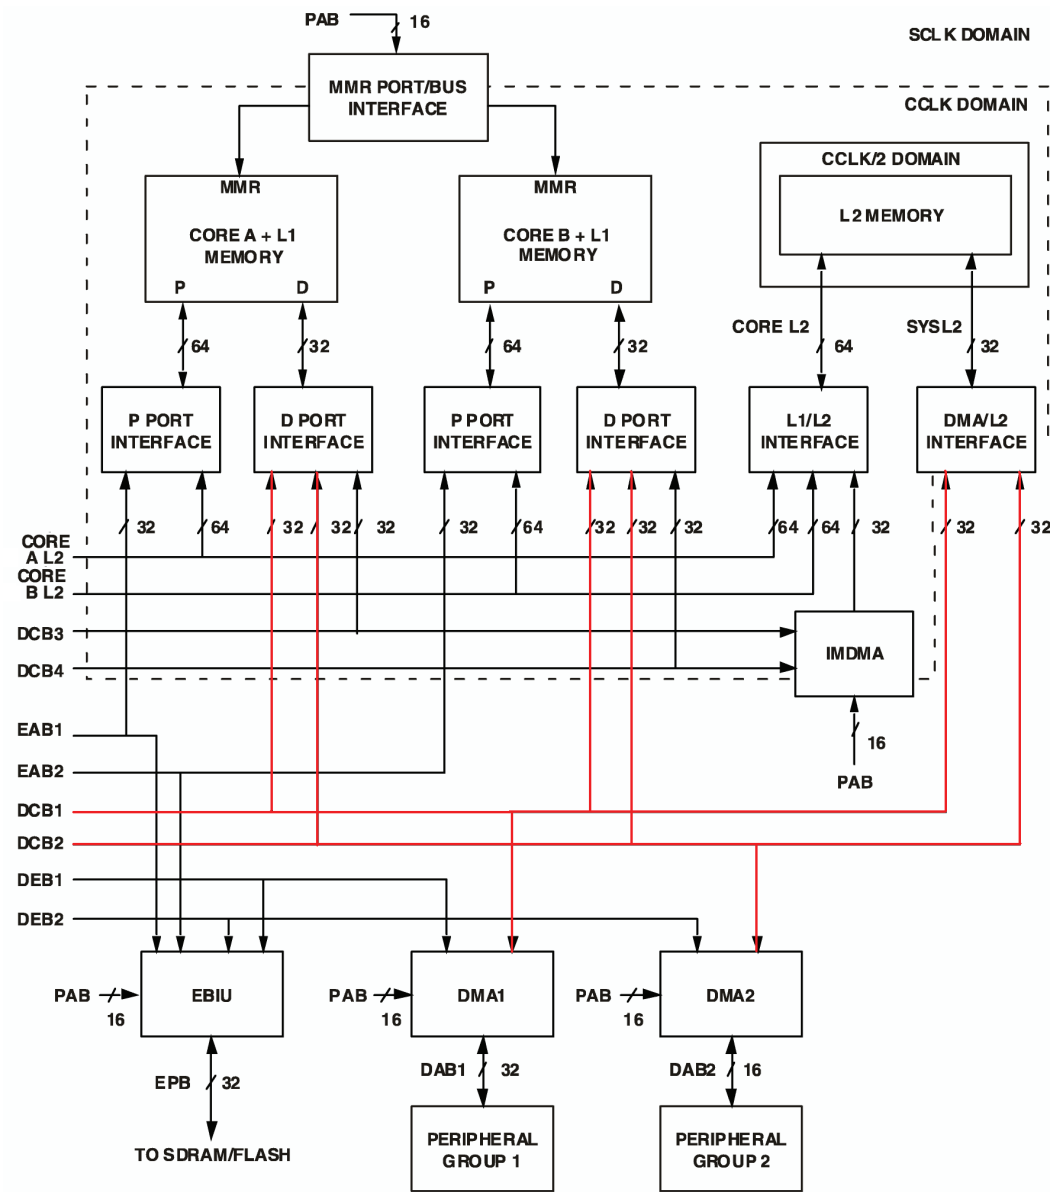 PAB
16
SCLK DOMAIN
MMR PORT/BUS
INTERFACE
CCLK DOMAIN
CCLK/2 DOMAIN
L2 MEMORY
MMR
CORE A + L1
MEMORY
P D
MMR
CORE B + L1
MEMORY
P D
CORE L2
SYSL2
64
32
64
32
64
32
P PORT
INTERFACE
D PORT
INTERFACE
P PORT
INTERFACE
D PORT
INTERFACE
L1/L2
INTERFACE
DMA/L2
INTERFACE
32
64
32
32
32
32
64
32
32
32
64
64
32
32
32
CORE
A L2
CORE
B L2
DCB3
DCB4
IMDMA
16
PAB
EAB1
EAB2
DCB1
DCB2
DEB1
DEB2
PAB
16
EBIU
PAB
16
DMA1
PAB
16
DMA2
EPB
32
DAB1
32
DAB2
16
TO SDRAM/FLASH
PERIPHERAL
GROUP 1
PERIPHERAL
GROUP 2